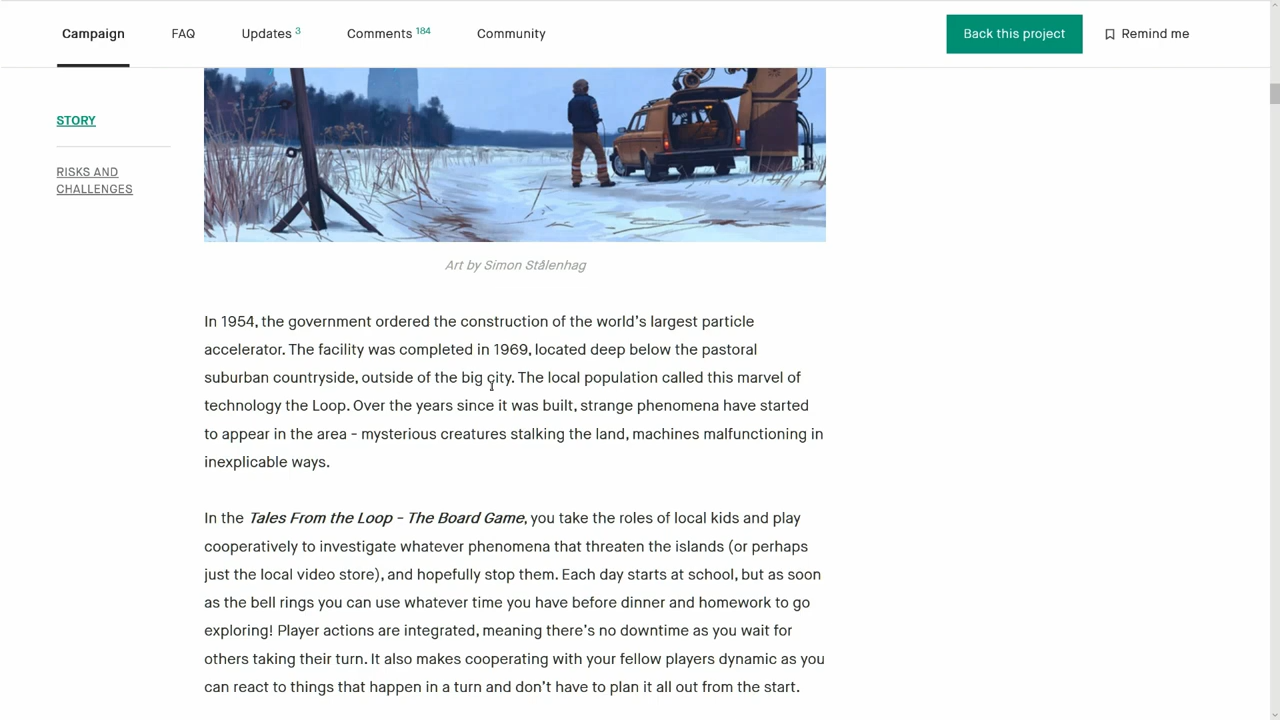 Campaign FAQ Updates 3 Comments 184 Community Back this project Remind me
STORY
RISKS AND
CHALLENGES
Art by Simon Stålenhag
In 1954, the government ordered the construction of the world's largest particle
accelerator. The facility was completed in 1969, located deep below the pastoral
suburban countryside, outside of the big city. The local population called this marvel of
technology the Loop. Over the years since it was built, strange phenomena have started
to appear in the area - mysterious creatures stalking the land, machines malfunctioning in
inexplicable ways.
In the Tales From the Loop - The Board Game, you take the roles of local kids and play
cooperatively to investigate whatever phenomena that threaten the islands (or perhaps
just the local video store), and hopefully stop them. Each day starts at school, but as soon
as the bell rings you can use whatever time you have before dinner and homework to go
exploring! Player actions are integrated, meaning there's no downtime as you wait for
others taking their turn. It also makes cooperating with your fellow players dynamic as you
can react to things that happen in a turn and don't have to plan it all out from the start.